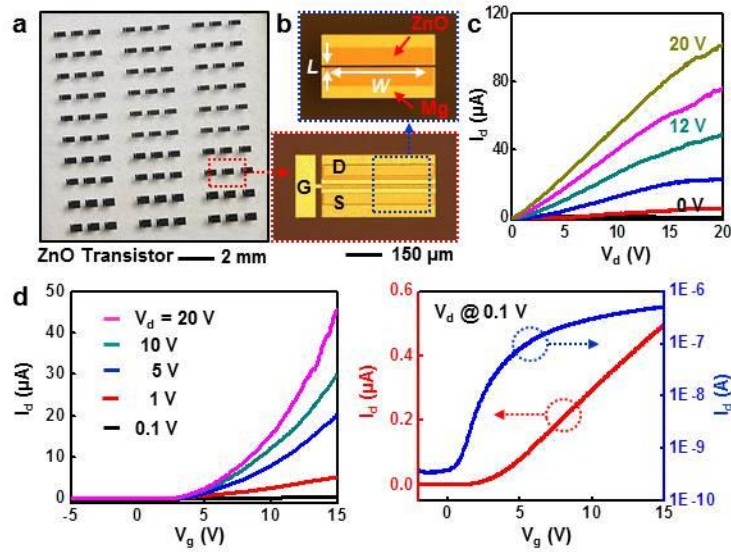 a
ZnO Transistor
2 mm
b
ZnO
L
W
Mg
G
D
S
150 μm
c
I_d (μA)
120
80
40
0
20 V
12 V
0 V
0
5
10
15
20
V_d (V)
d
I_d (μA)
50
40
30
20
10
0
V_d = 20 V
10 V
5 V
1 V
0.1 V
-5
0
5
10
15
V_g (V)
I_d (μA)
0.6
0.4
0.2
0.0
V_d @ 0.1 V
1E-6
1E-7
1E-8
1E-9
1E-10
I_d (A)
0
5
10
15
V_g (V)